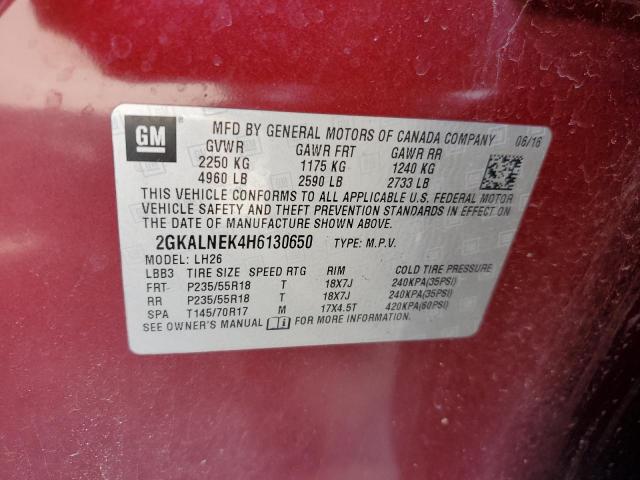 GM
MFD BY GENERAL MOTORS OF CANADA COMPANY 06/16
GVWR GAWR FRT GAWR RR
2250 KG 1175 KG 1240 KG
4960 LB 2590 LB 2733 LB
THIS VEHICLE CONFORMS TO ALL APPLICABLE U.S. FEDERAL MOTOR
VEHICLE SAFETY AND THEFT PREVENTION STANDARDS IN EFFECT ON
THE DATE OF MANUFACTURE SHOWN ABOVE.
2GKALNEK4H6130650 TYPE: M.P.V.
MODEL: LH26
LBB3 TIRE SIZE SPEED RTG RIM COLD TIRE PRESSURE
FRT P235/55R18 T 18X7J 240KPA(35PSI)
RR P235/55R18 T 18X7J 240KPA(35PSI)
SPA T145/70R17 M 17X4.5T 420KPA(60PSI)
SEE OWNER'S MANUAL FOR MORE INFORMATION.